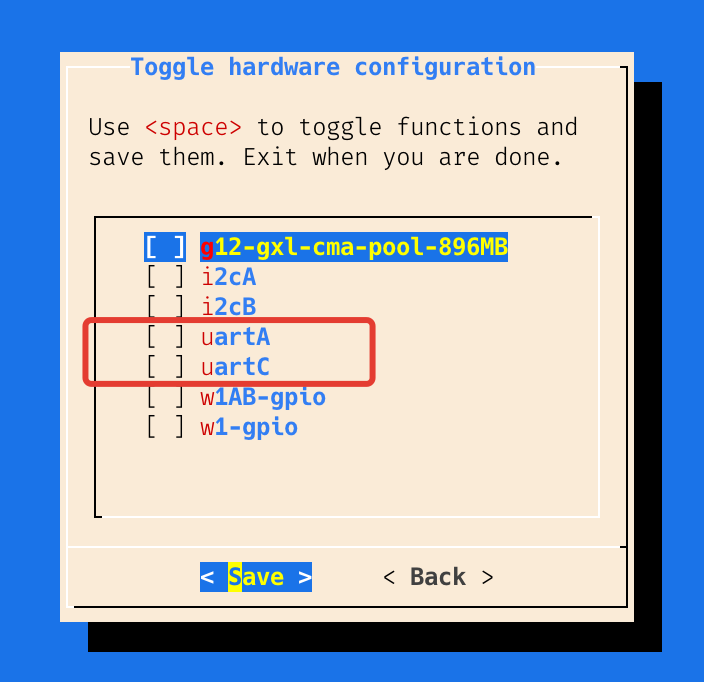 Toggle hardware configuration
Use <space> to toggle functions and
save them. Exit when you are done.
[ ] g12-gxl-cma-pool-896MB
[ ] i2cA
[ ] i2cB
[ ] uartA
[ ] uartC
[ ] w1AB-gpio
[ ] w1-gpio
< Save > < Back >